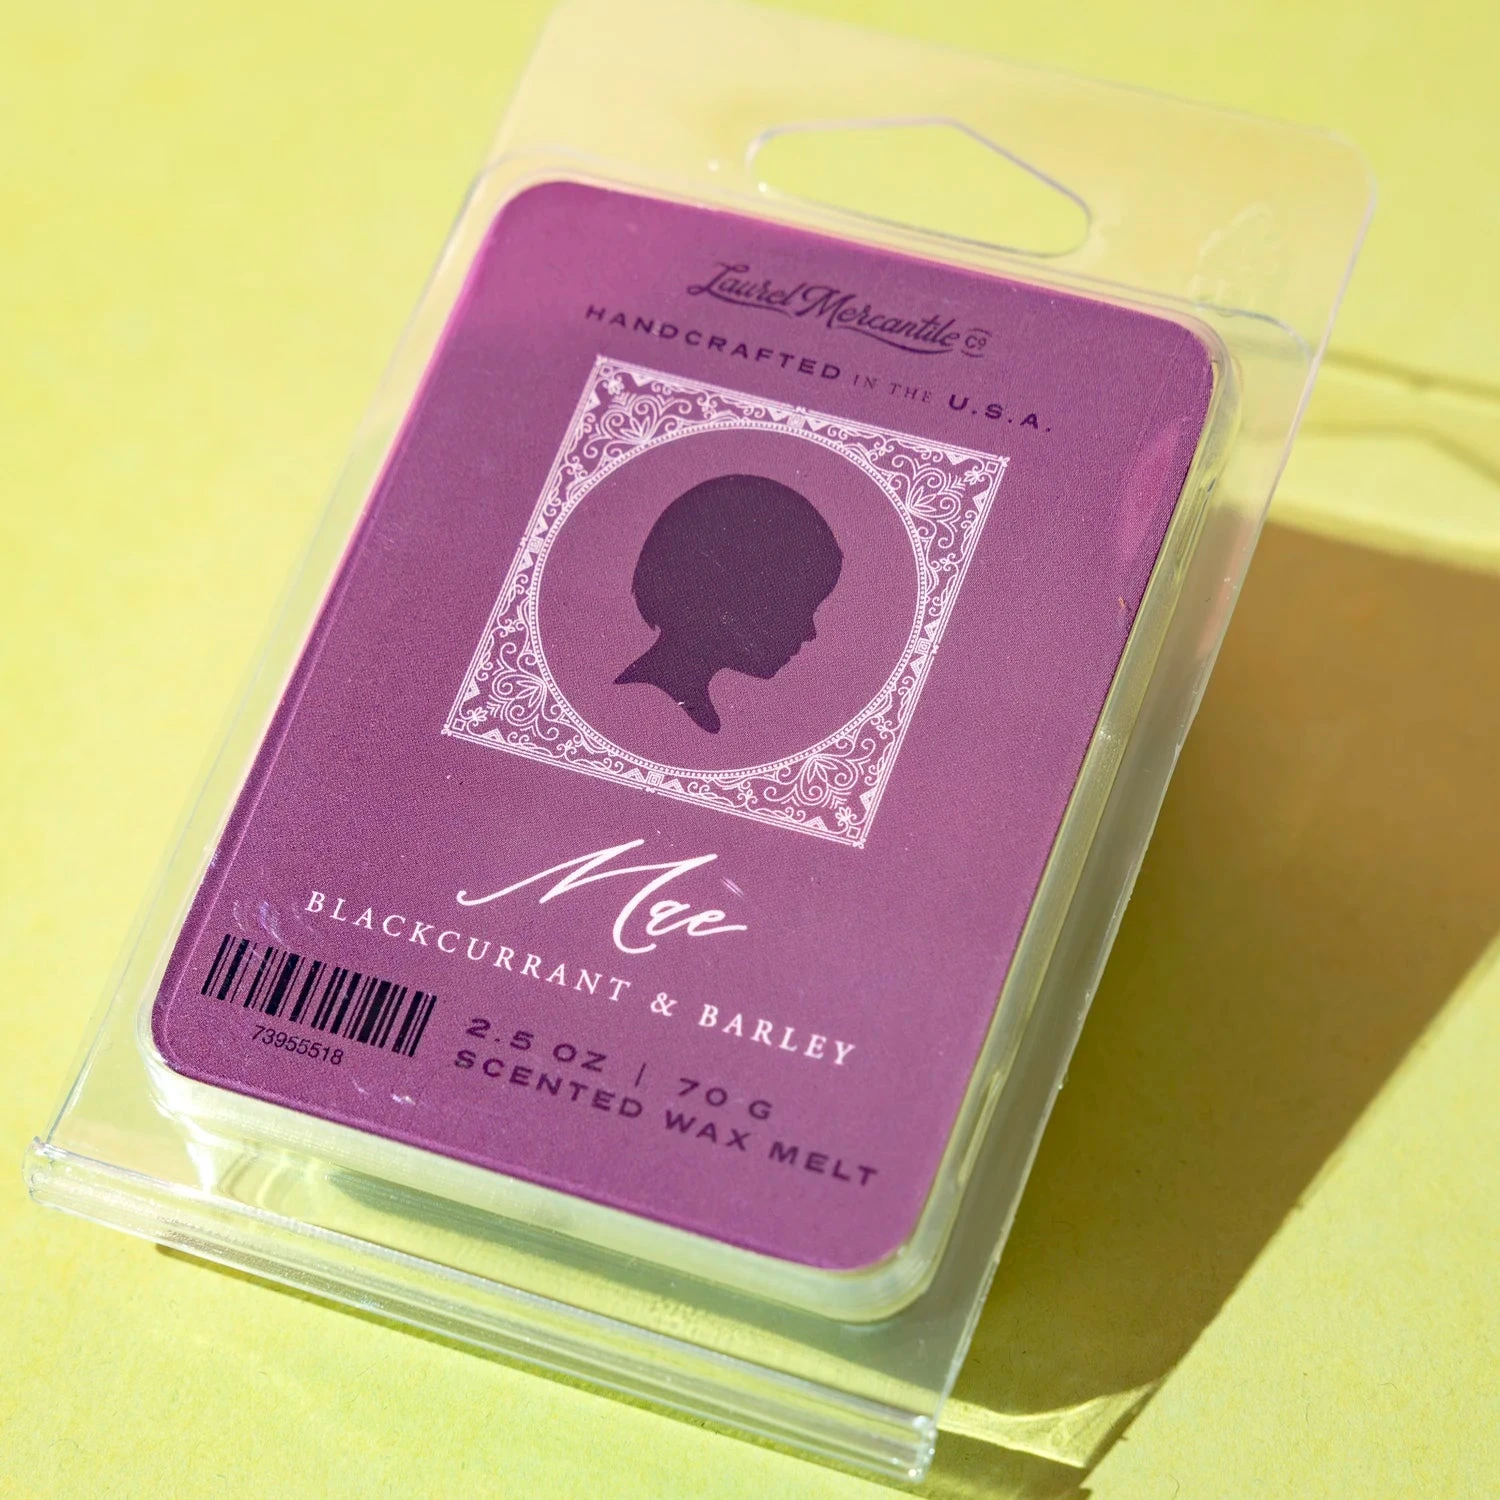 Laurel Mercantile Co
HANDCRAFTED IN THE U.S.A.
Mae
BLACKCURRANT & BARLEY
73955518
2.5 OZ | 70 G
SCENTED WAX MELT